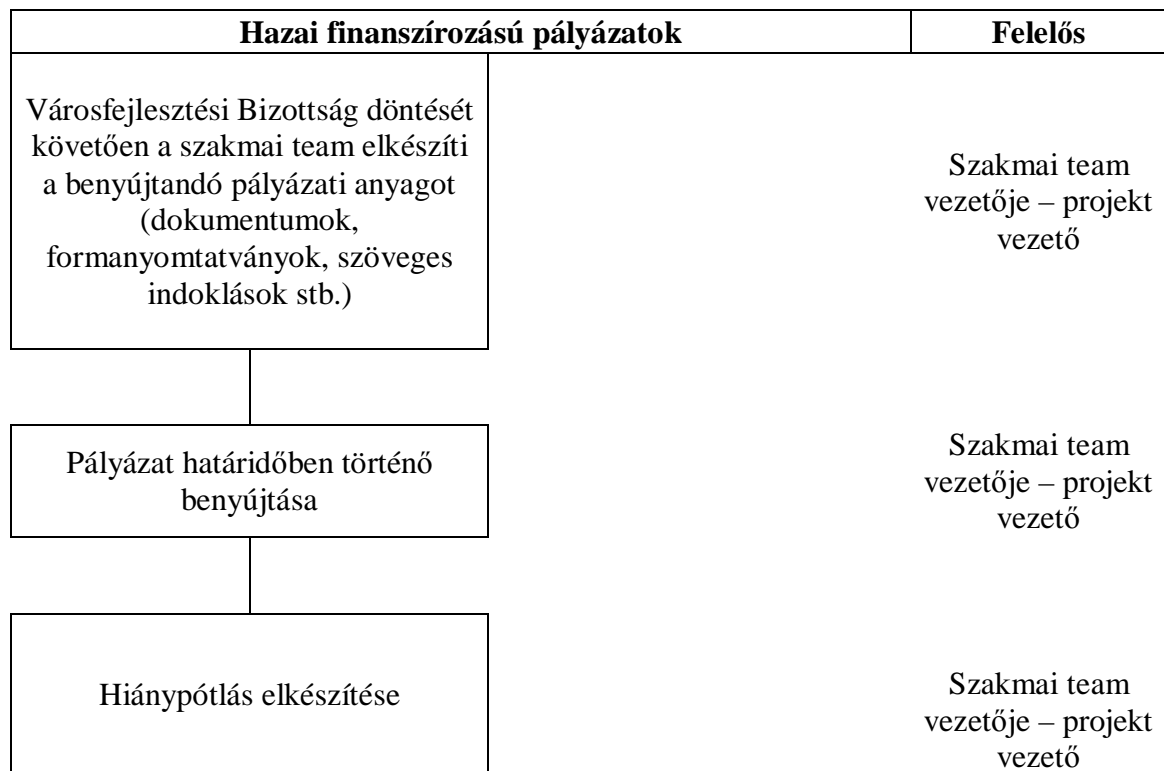 Hazai finanszírozású pályázatok
Felelős
Városfejlesztési Bizottság döntését
követően a szakmai team elkészíti
a benyújtandó pályázati anyagot
(dokumentumok,
formanyomtatványok, szöveges
indoklások stb.)
Szakmai team
vezetője – projekt
vezető
Pályázat határidőben történő
benyújtása
Szakmai team
vezetője – projekt
vezető
Hiánypótlás elkészítése
Szakmai team
vezetője – projekt
vezető